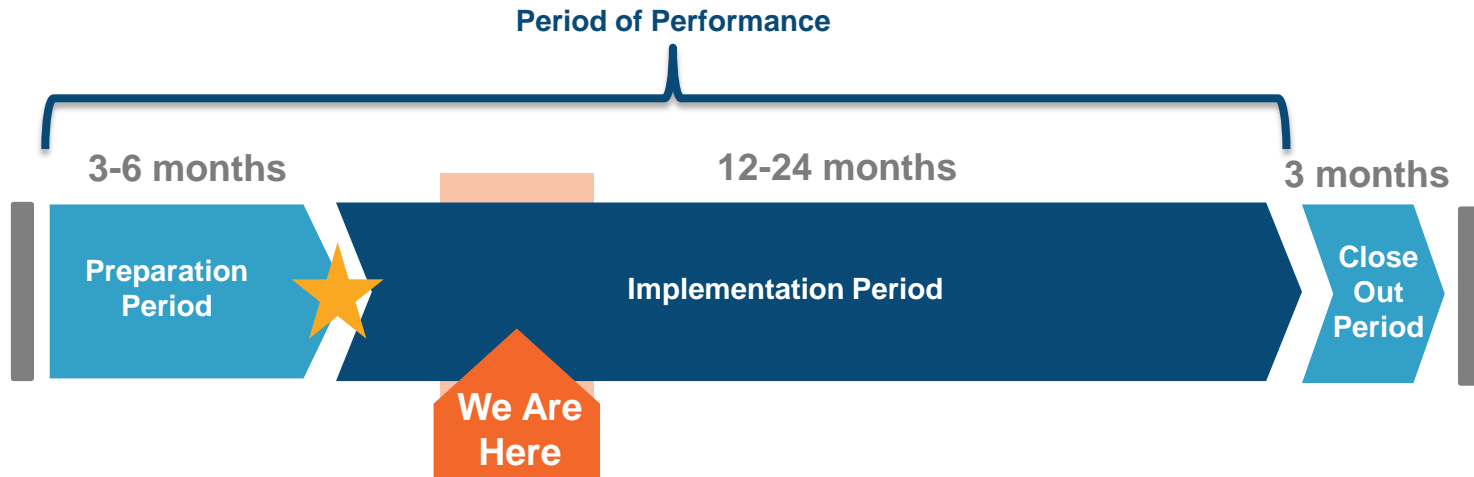 Period of Performance
3-6 months
12-24 months
3 months
Preparation
Period
Implementation Period
Close
Out
Period
We Are
Here